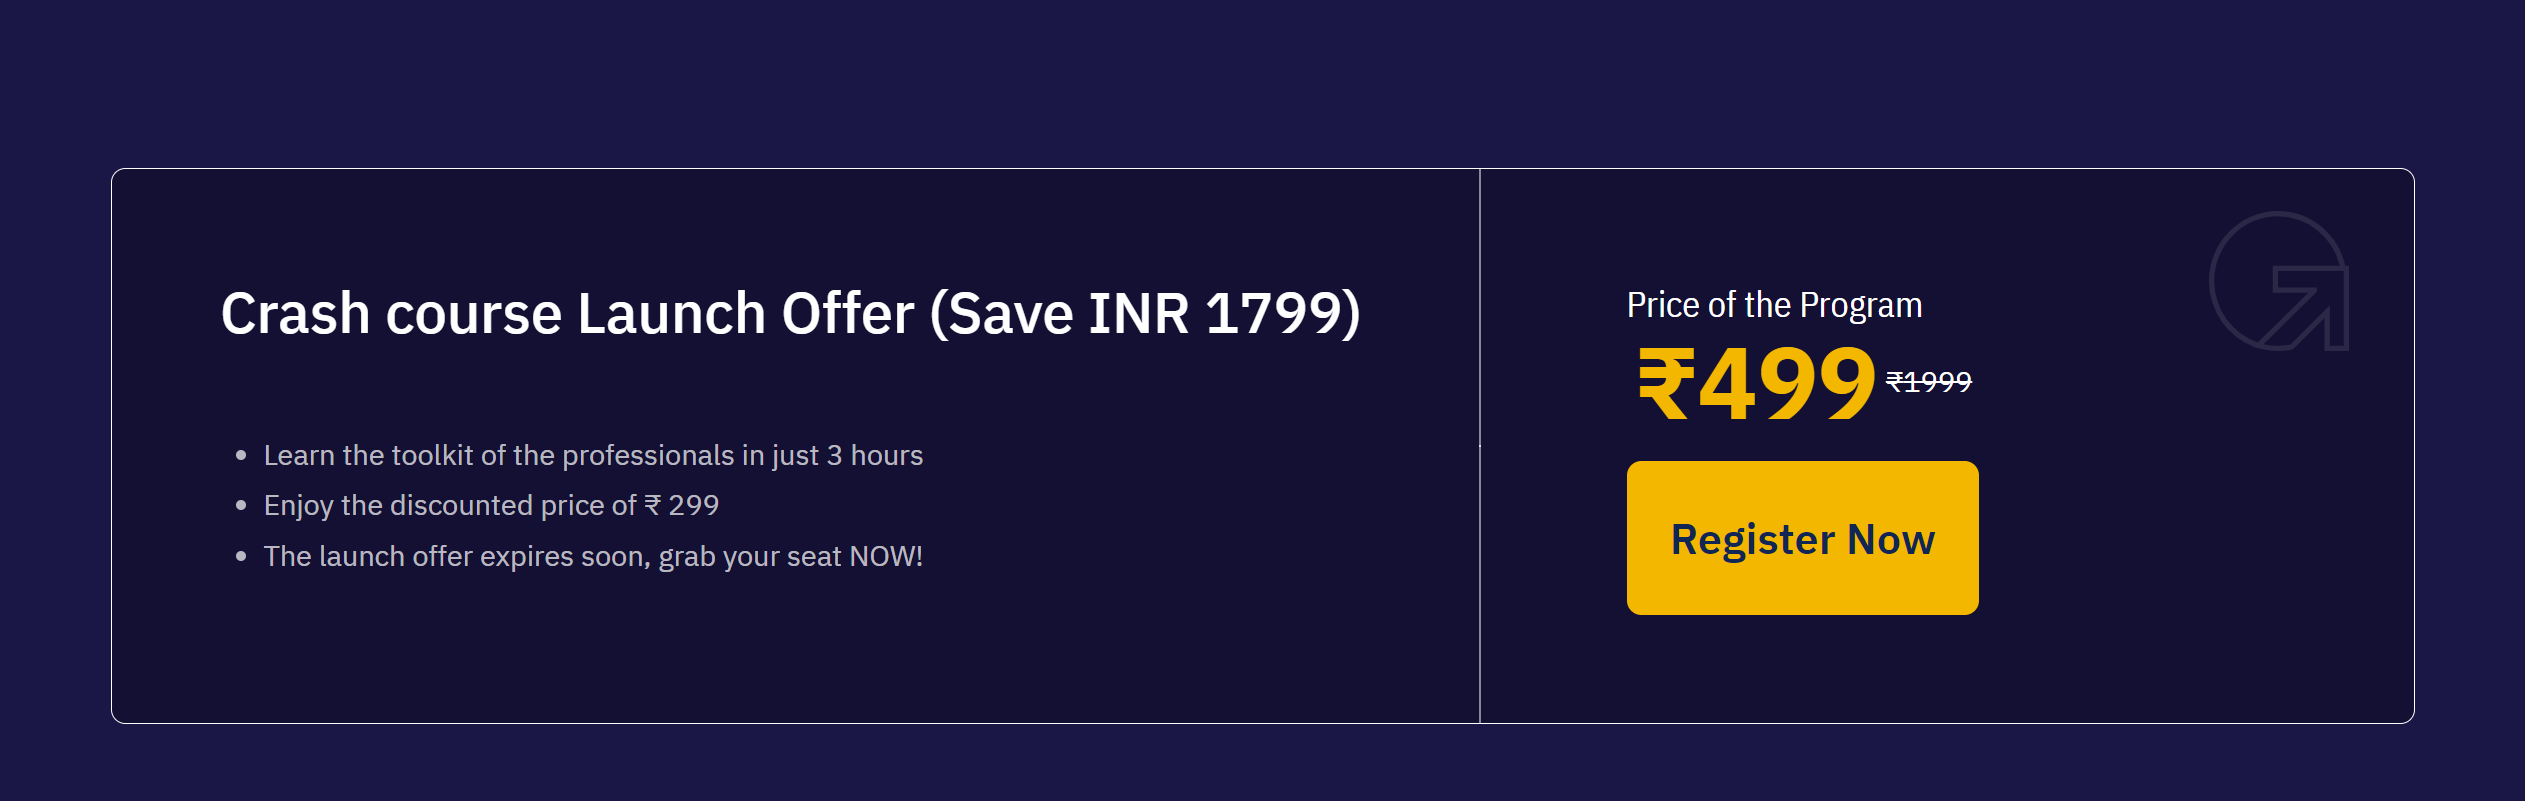 Crash course Launch Offer (Save INR 1799)
Learn the toolkit of the professionals in just 3 hours
Enjoy the discounted price of ₹ 299
The launch offer expires soon, grab your seat NOW!
Price of the Program
₹499 ₹1999
Register Now